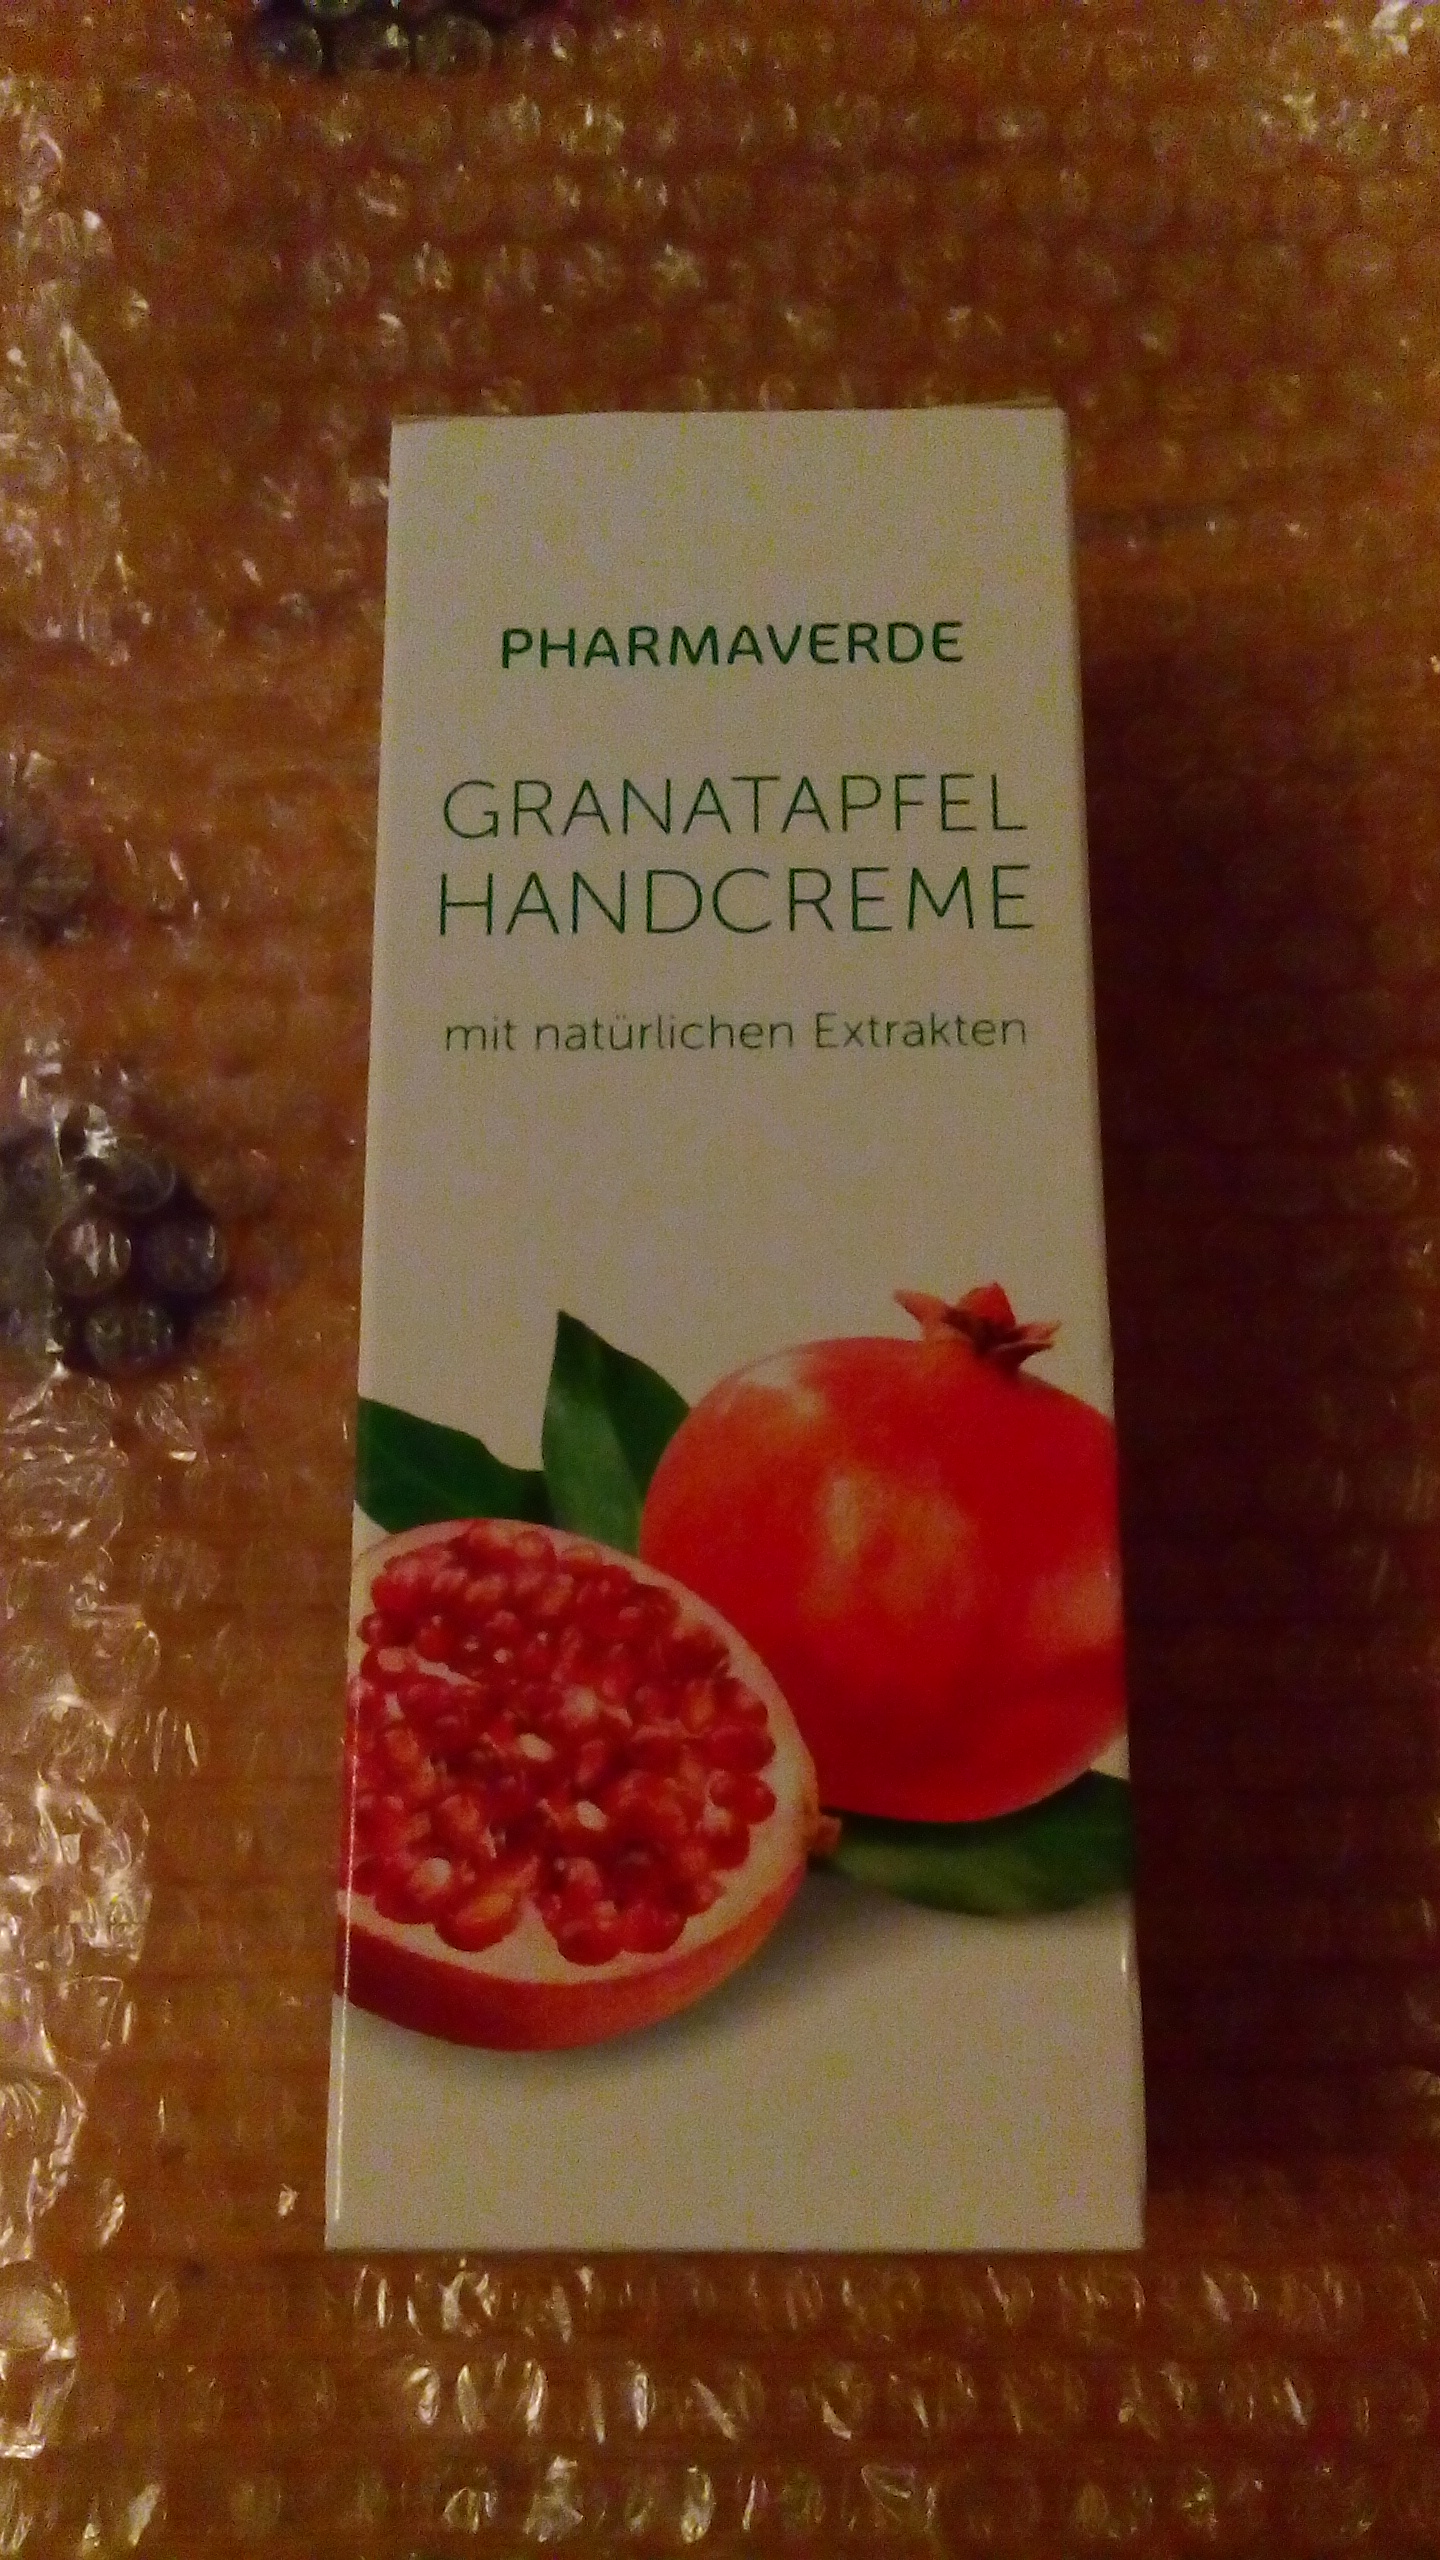 PHARMAVERDE
GRANATAPFEL
HANDCREME
mit natürlichen Extrakten